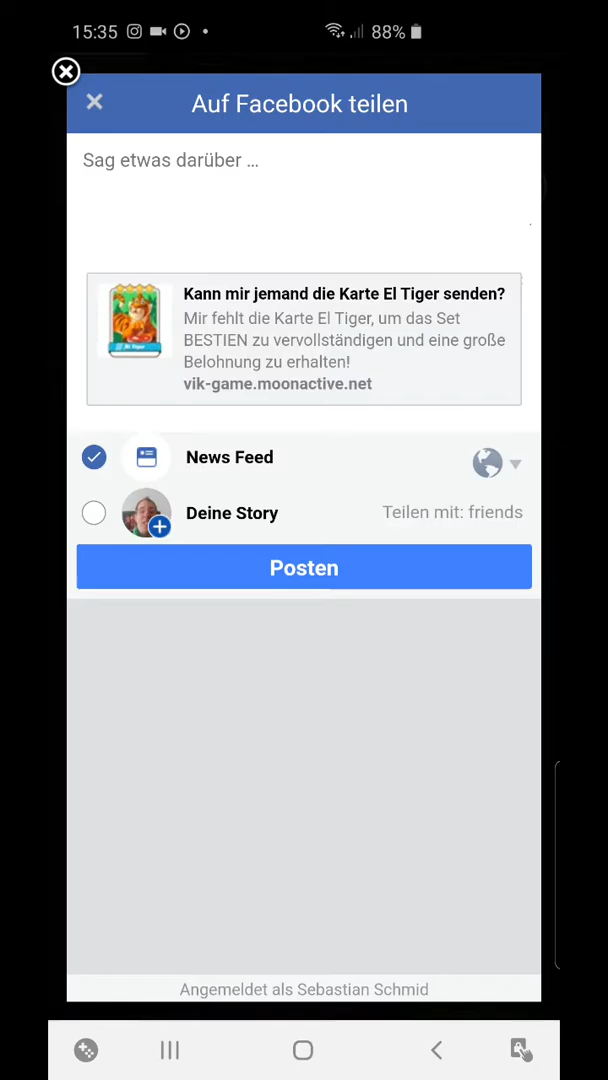 15:35
88%
Auf Facebook teilen
Sag etwas darüber ...
Kann mir jemand die Karte El Tiger senden?
Mir fehlt die Karte El Tiger, um das Set
BESTIEN zu vervollständigen und eine große
Belohnung zu erhalten!
vik-game.moonactive.net
El Tiger
News Feed
Deine Story
Teilen mit: friends
Posten
Angemeldet als Sebastian Schmid